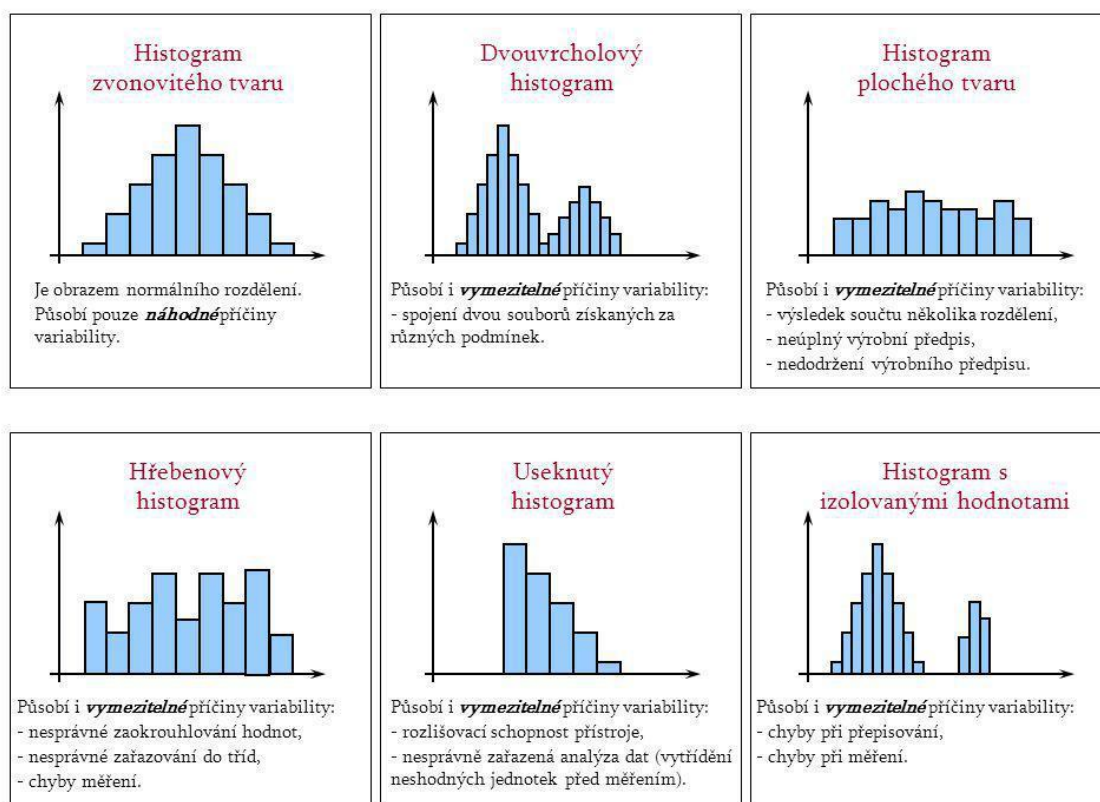 Histogram
zvonovitého tvaru
Je obrazem normálního rozdělení.
Působí pouze náhodné příčiny
variability.
Dvouvrcholový
histogram
Působí i vymezitelné příčiny variability:
- spojení dvou souborů získaných za
různých podmínek.
Histogram
plochého tvaru
Působí i vymezitelné příčiny variability:
- výsledek součtu několika rozdělení,
- neúplný výrobní předpis,
- nedodržení výrobního předpisu.
Hřebenový
histogram
Působí i vymezitelné příčiny variability:
- nesprávné zaokrouhlování hodnot,
- nesprávné zařazování do tříd,
- chyby měření.
Useknutý
histogram
Působí i vymezitelné příčiny variability:
- rozlišovací schopnost přístroje,
- nesprávně zařazená analýza dat (vytřídění
neshodných jednotek před měřením).
Histogram s
izolovanými hodnotami
Působí i vymezitelné příčiny variability:
- chyby při přepisování,
- chyby při měření.